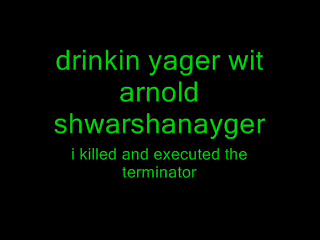 drinkin yager wit
arnold
shwarshanayger
i killed and executed the
terminator